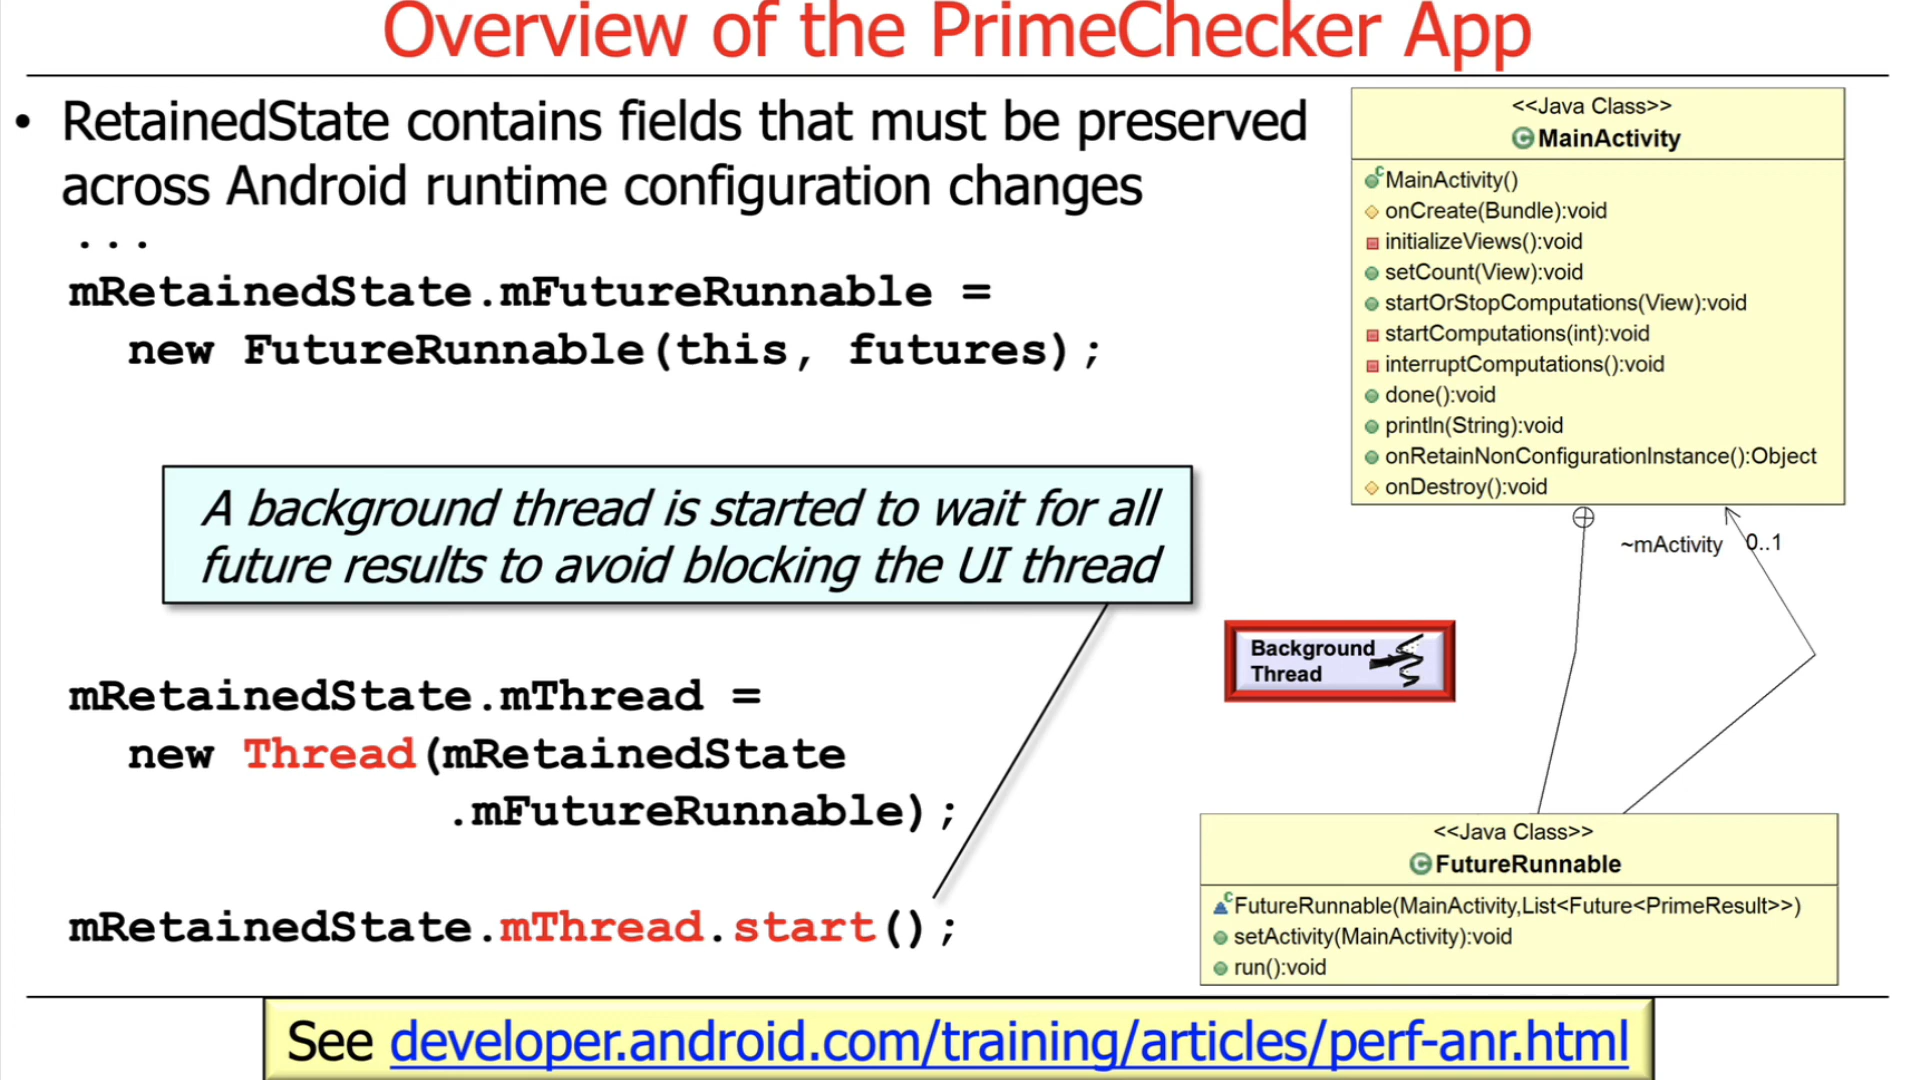 Overview of the PrimeChecker App
• RetainedState contains fields that must be preserved
across Android runtime configuration changes
...
mRetainedState.mFutureRunnable =
new FutureRunnable(this, futures);
A background thread is started to wait for all
future results to avoid blocking the UI thread
mRetainedState.mThread =
new Thread(mRetainedState
.mFutureRunnable);
mRetainedState.mThread.start();
<<Java Class>>
C MainActivity
C MainActivity()
onCreate(Bundle):void
initializeViews():void
setCount(View):void
startOrStopComputations(View):void
startComputations(int):void
interruptComputations():void
done():void
println(String):void
onRetainNonConfigurationInstance():Object
onDestroy():void
~mActivity 0..1
Background
Thread
<<Java Class>>
C FutureRunnable
C FutureRunnable(MainActivity,List<Future<PrimeResult>>)
setActivity(MainActivity):void
run():void
See developer.android.com/training/articles/perf-anr.html